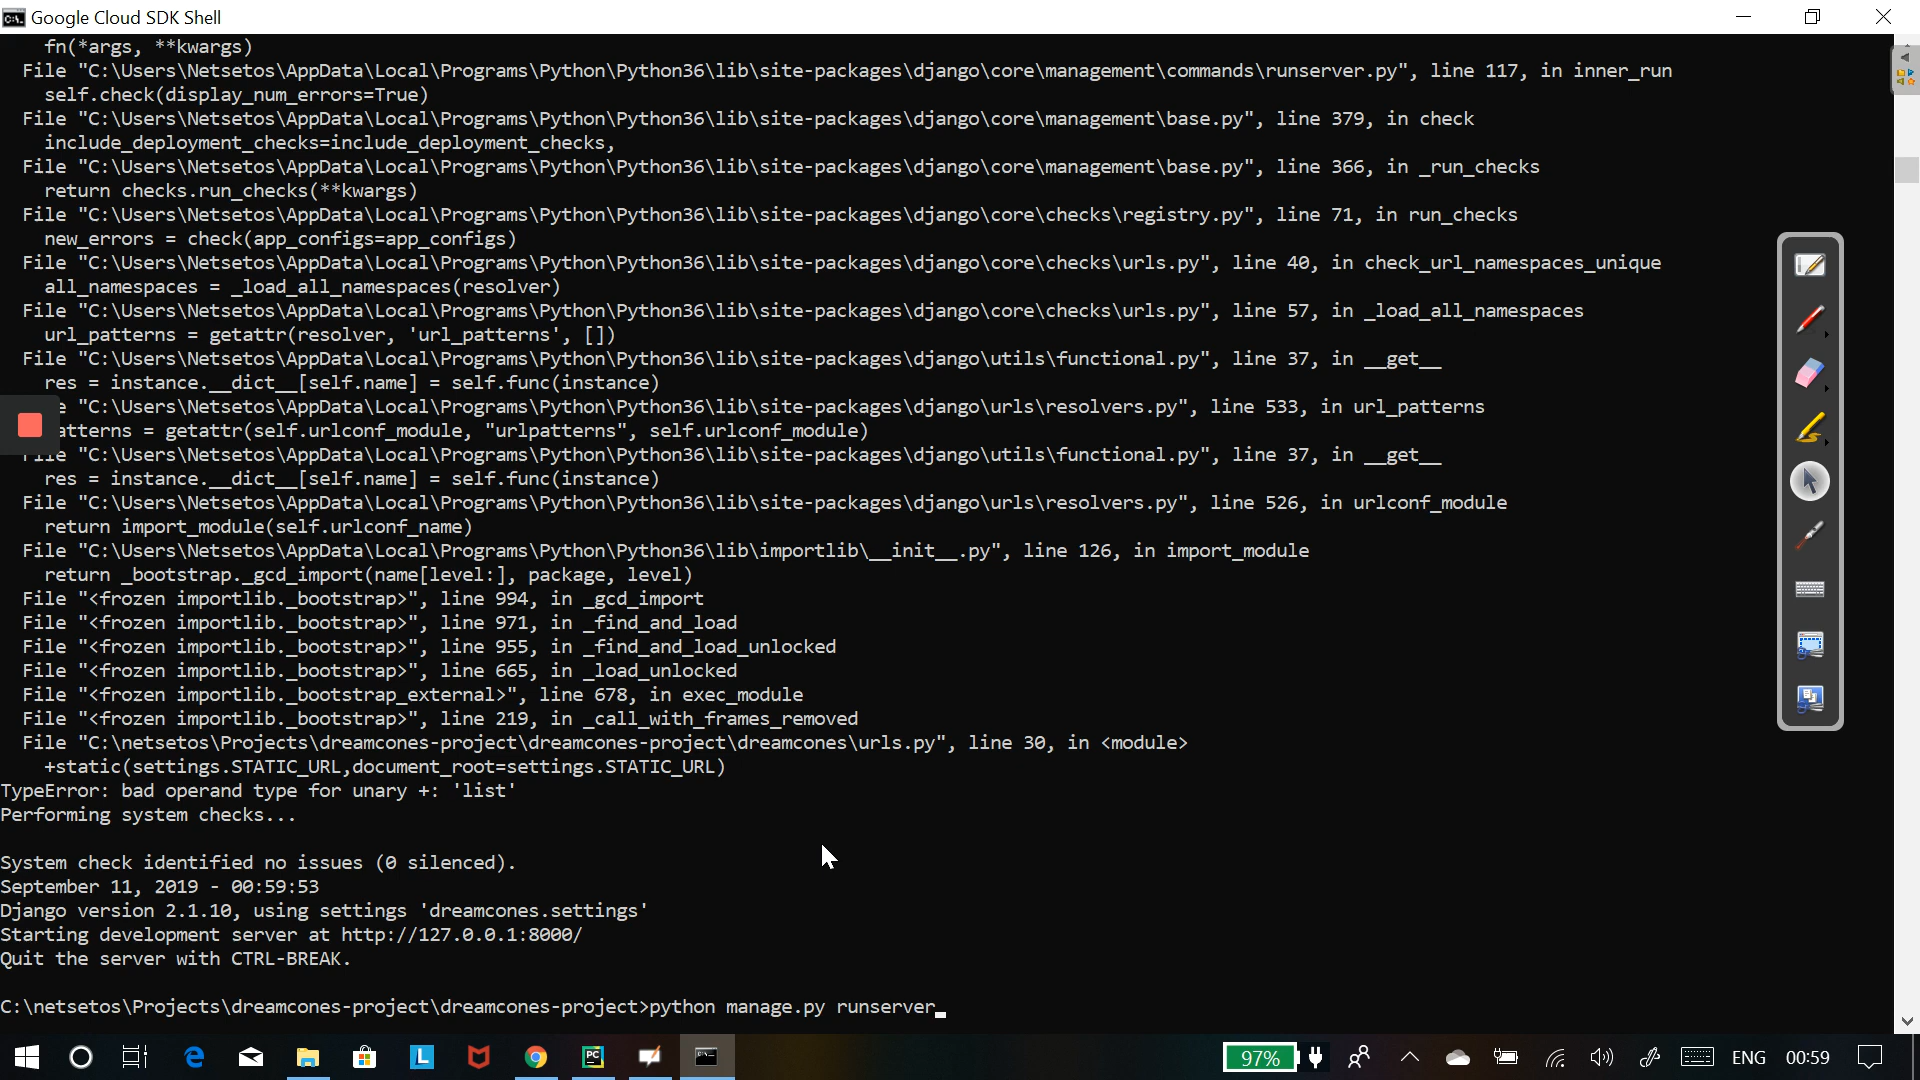 Google Cloud SDK Shell
fn(*args, **kwargs)
File "C:\Users\Netsetos\AppData\Local\Programs\Python\Python36\lib\site-packages\django\core\management\commands\runserver.py", line 117, in inner_run
self.check(display_num_errors=True)
File "C:\Users\Netsetos\AppData\Local\Programs\Python\Python36\lib\site-packages\django\core\management\base.py", line 379, in check
include_deployment_checks=include_deployment_checks,
File "C:\Users\Netsetos\AppData\Local\Programs\Python\Python36\lib\site-packages\django\core\management\base.py", line 366, in _run_checks
return checks.run_checks(**kwargs)
File "C:\Users\Netsetos\AppData\Local\Programs\Python\Python36\lib\site-packages\django\core\checks\registry.py", line 71, in run_checks
new_errors = check(app_configs=app_configs)
File "C:\Users\Netsetos\AppData\Local\Programs\Python\Python36\lib\site-packages\django\core\checks\urls.py", line 40, in check_url_namespaces_unique
all_namespaces = _load_all_namespaces(resolver)
File "C:\Users\Netsetos\AppData\Local\Programs\Python\Python36\lib\site-packages\django\core\checks\urls.py", line 57, in _load_all_namespaces
url_patterns = getattr(resolver, 'url_patterns', [])
File "C:\Users\Netsetos\AppData\Local\Programs\Python\Python36\lib\site-packages\django\utils\functional.py", line 37, in __get__
res = instance.__dict__[self.name] = self.func(instance)
e "C:\Users\Netsetos\AppData\Local\Programs\Python\Python36\lib\site-packages\django\urls\resolvers.py", line 533, in url_patterns
atterns = getattr(self.urlconf_module, "urlpatterns", self.urlconf_module)
File "C:\Users\Netsetos\AppData\Local\Programs\Python\Python36\lib\site-packages\django\utils\functional.py", line 37, in __get__
res = instance.__dict__[self.name] = self.func(instance)
File "C:\Users\Netsetos\AppData\Local\Programs\Python\Python36\lib\site-packages\django\urls\resolvers.py", line 526, in urlconf_module
return import_module(self.urlconf_name)
File "C:\Users\Netsetos\AppData\Local\Programs\Python\Python36\lib\importlib\__init__.py", line 126, in import_module
return _bootstrap._gcd_import(name[level:], package, level)
File "<frozen importlib._bootstrap>", line 994, in _gcd_import
File "<frozen importlib._bootstrap>", line 971, in _find_and_load
File "<frozen importlib._bootstrap>", line 955, in _find_and_load_unlocked
File "<frozen importlib._bootstrap>", line 665, in _load_unlocked
File "<frozen importlib._bootstrap_external>", line 678, in exec_module
File "<frozen importlib._bootstrap>", line 219, in _call_with_frames_removed
File "C:\netsetos\Projects\dreamcones-project\dreamcones-project\dreamcones\urls.py", line 30, in <module>
+static(settings.STATIC_URL,document_root=settings.STATIC_URL)
TypeError: bad operand type for unary +: 'list'
Performing system checks...
System check identified no issues (0 silenced).
September 11, 2019 - 00:59:53
Django version 2.1.10, using settings 'dreamcones.settings'
Starting development server at http://127.0.0.1:8000/
Quit the server with CTRL-BREAK.
C:\netsetos\Projects\dreamcones-project\dreamcones-project>python manage.py runserver
97% ENG 00:59